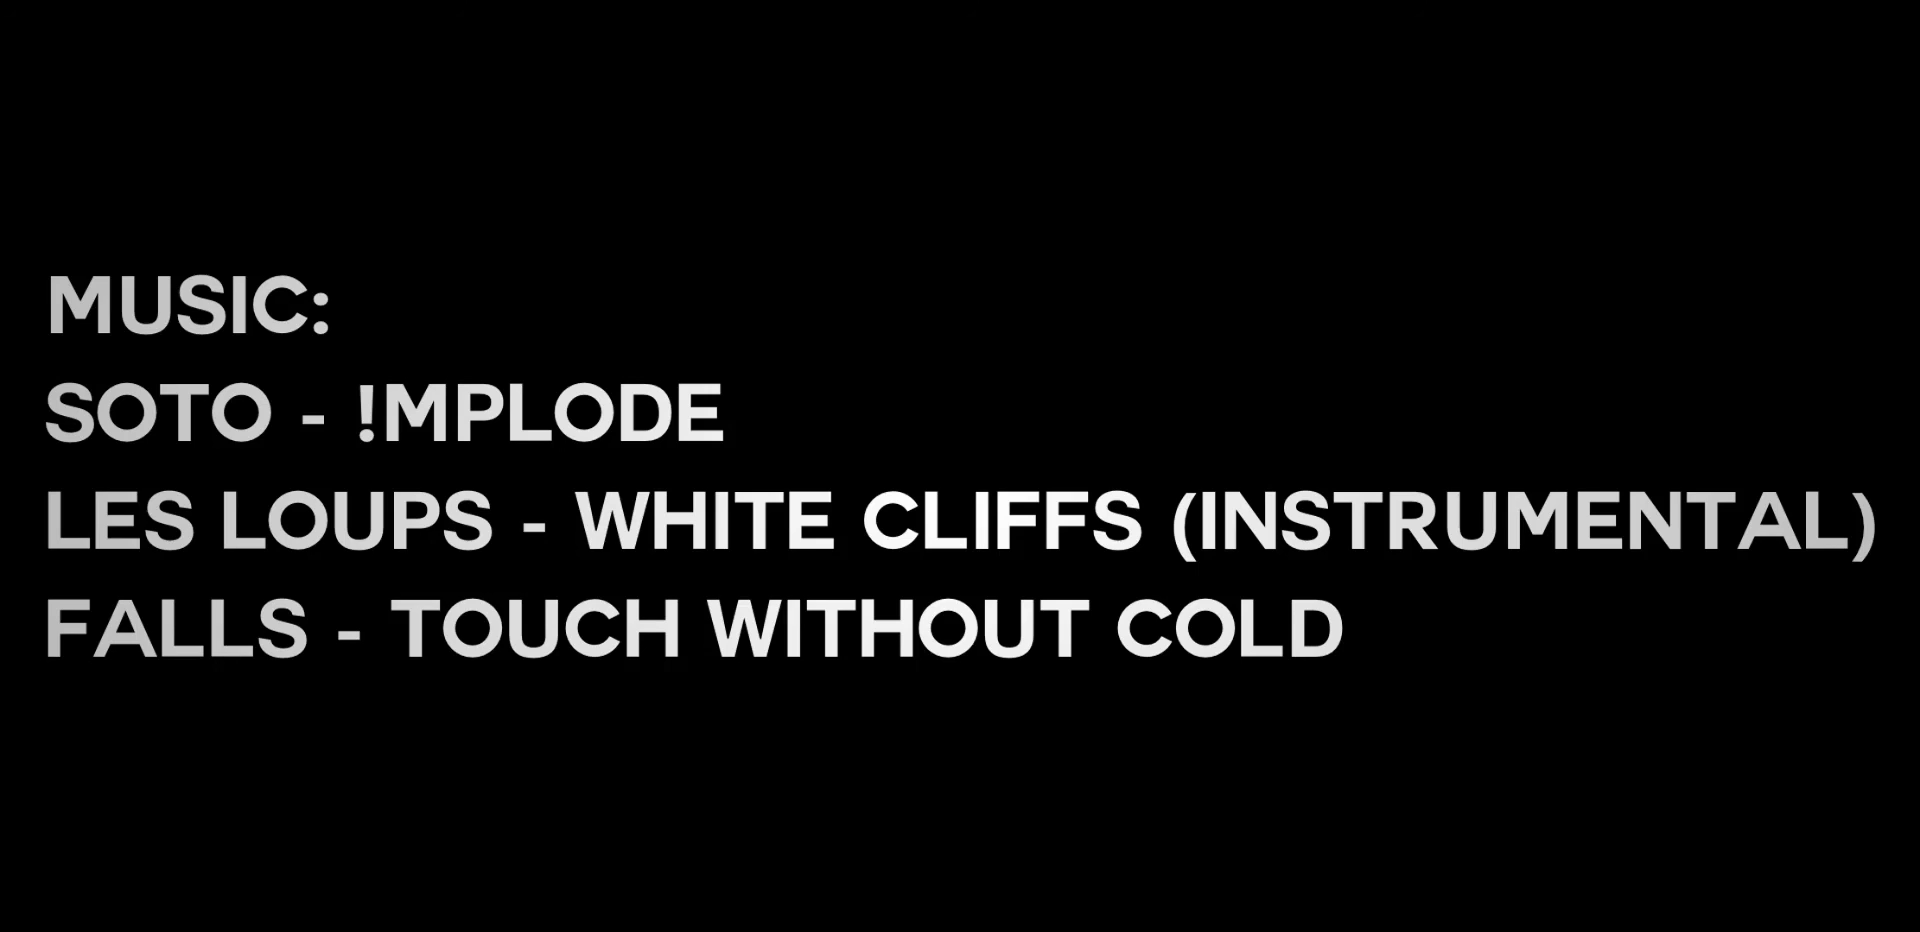 MUSIC:
SOTO - !MPLODE
LES LOUPS - WHITE CLIFFS (INSTRUMENTAL)
FALLS - TOUCH WITHOUT COLD